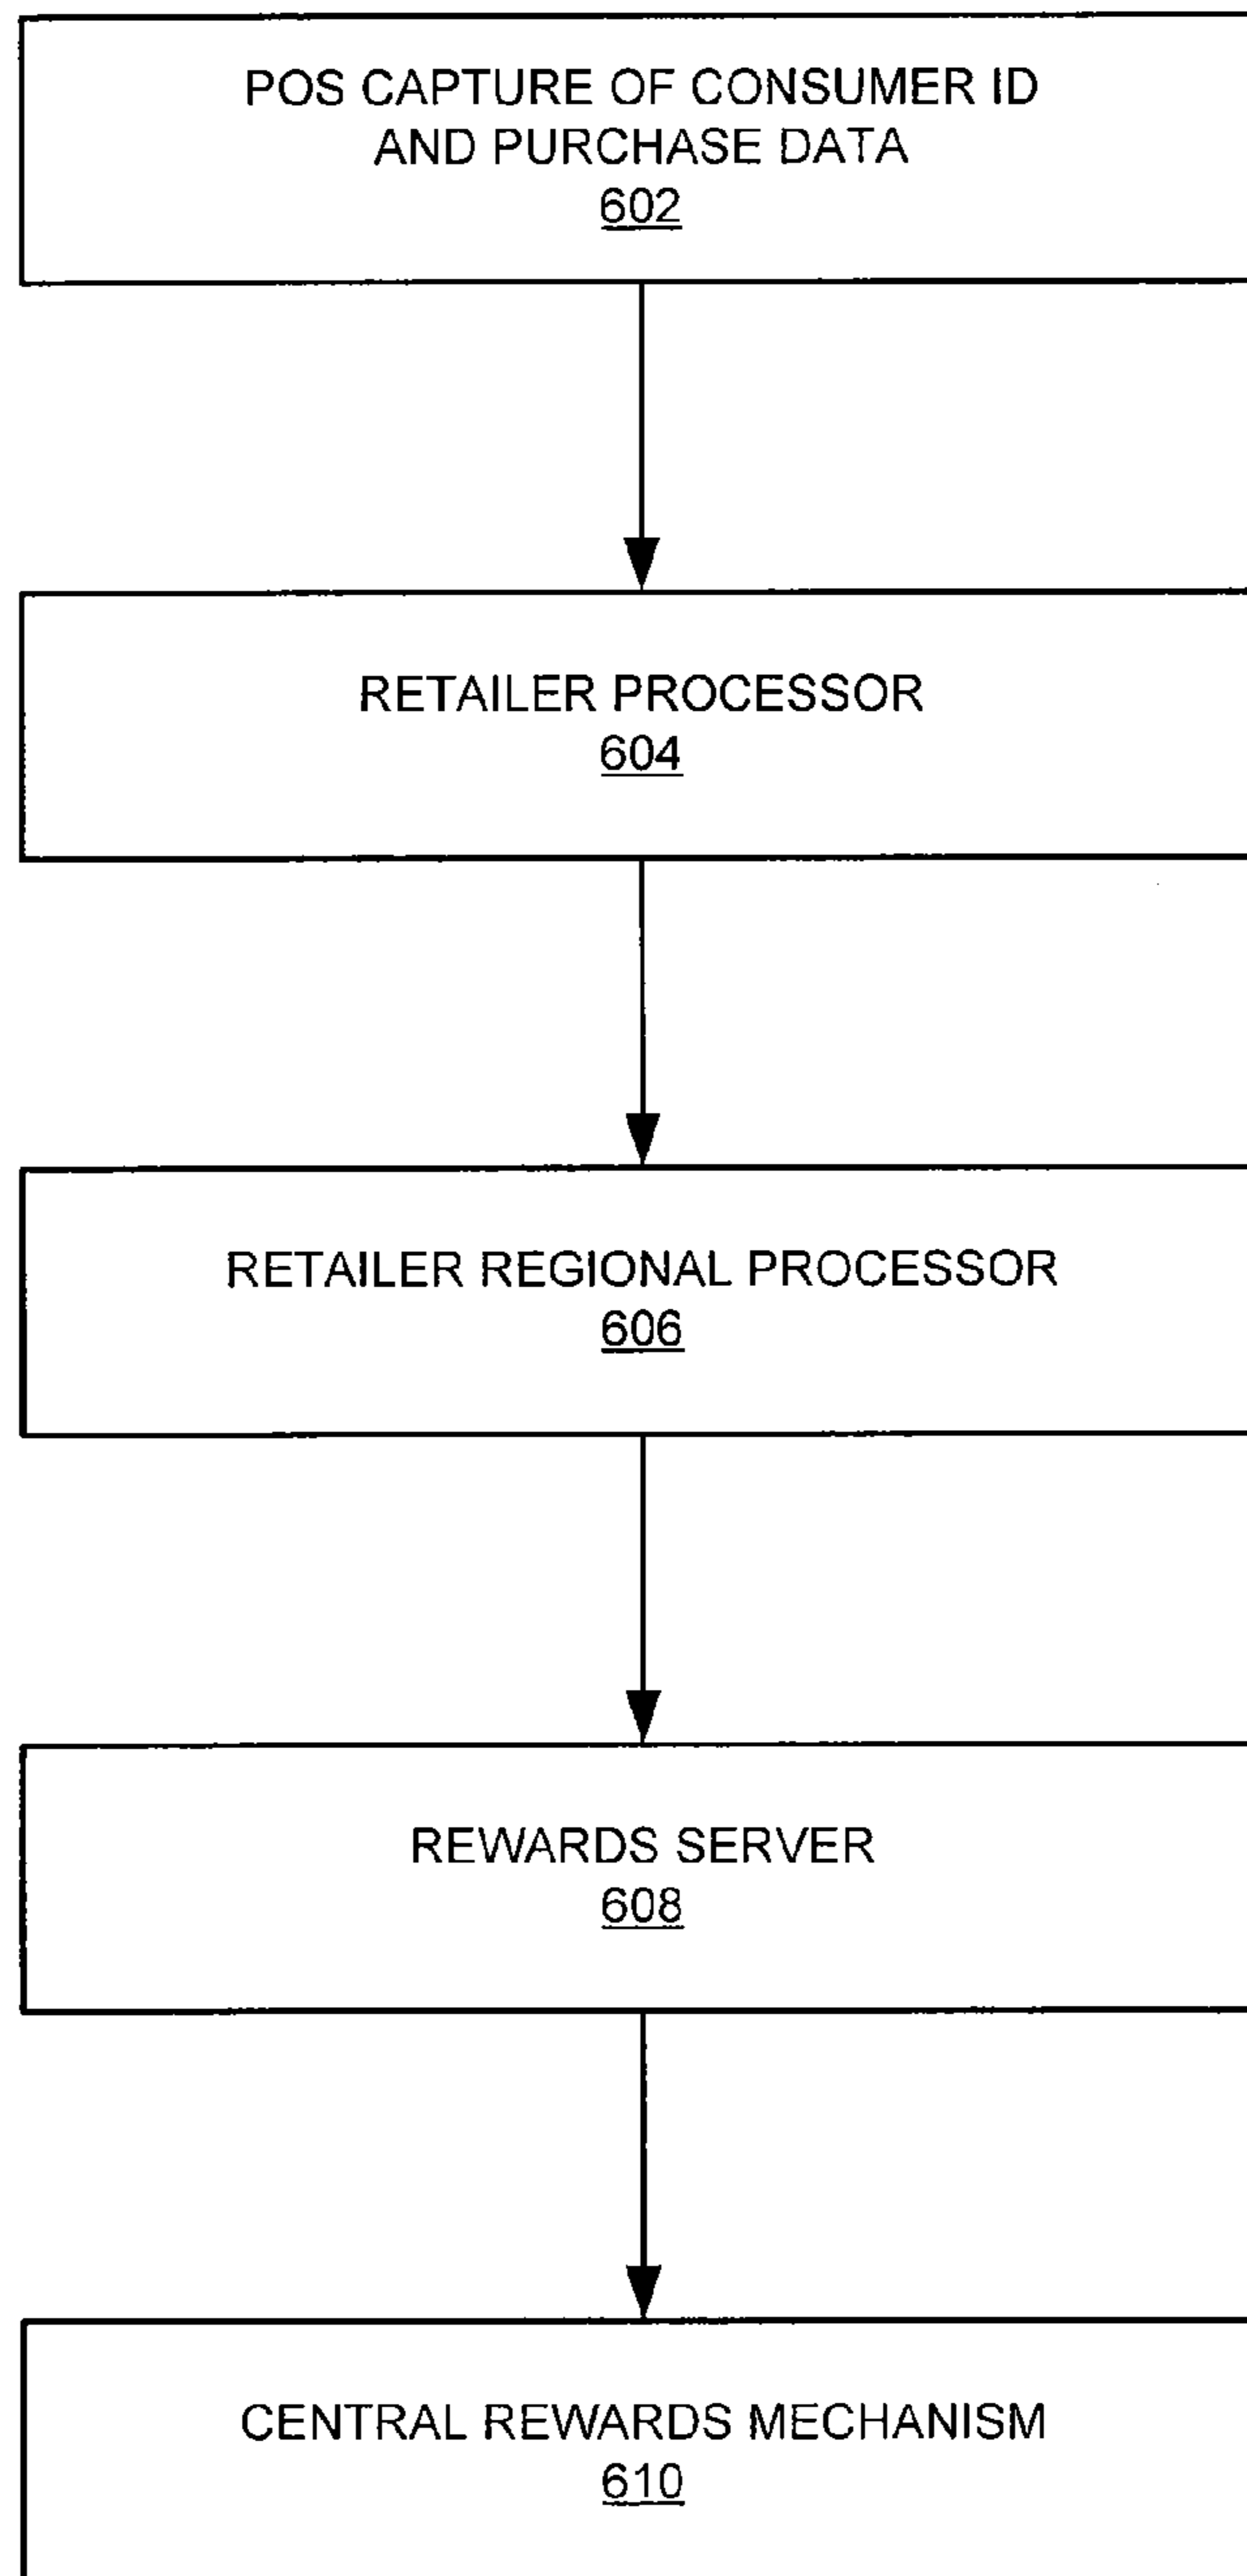 POS CAPTURE OF CONSUMER ID
AND PURCHASE DATA
602
RETAILER PROCESSOR
604
RETAILER REGIONAL PROCESSOR
606
REWARDS SERVER
608
CENTRAL REWARDS MECHANISM
610